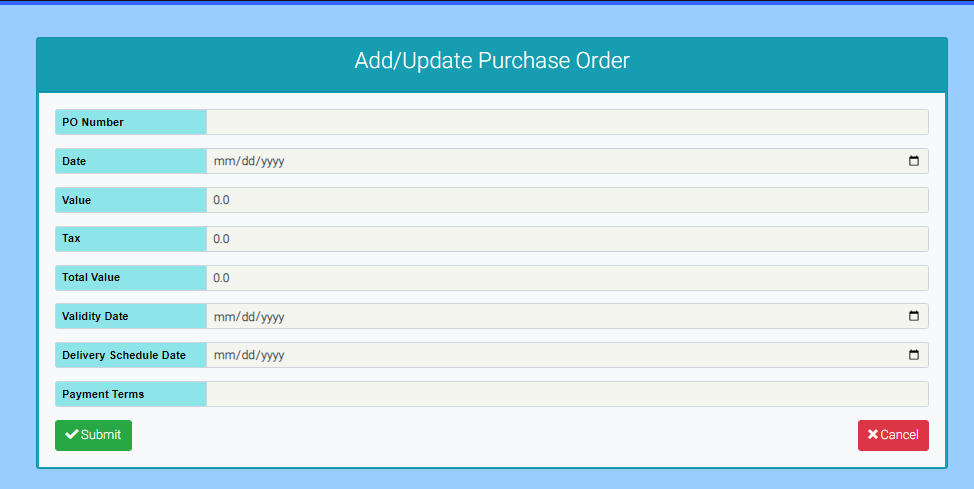 Add/Update Purchase Order
PO Number
Date mm/dd/yyyy
Value 0.0
Tax 0.0
Total Value 0.0
Validity Date mm/dd/yyyy
Delivery Schedule Date mm/dd/yyyy
Payment Terms
Submit Cancel